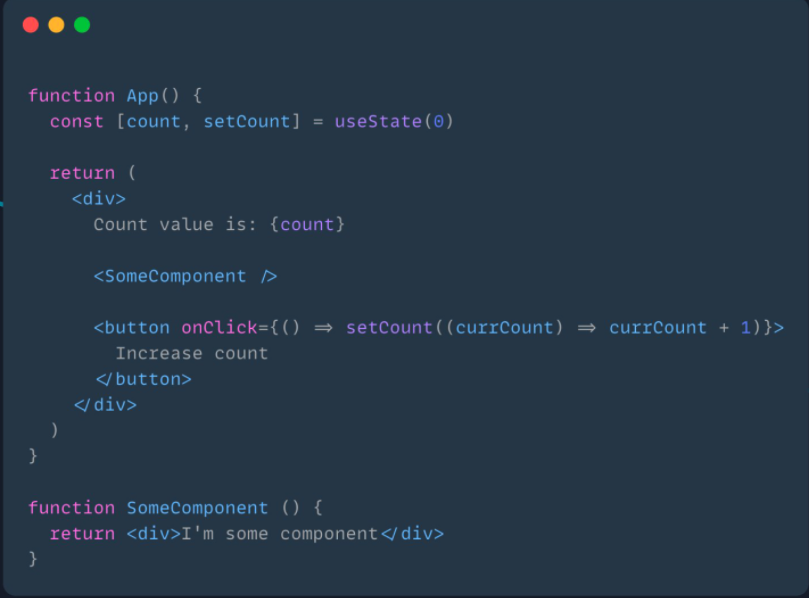 function App() {
  const [count, setCount] = useState(0)

  return (
    <div>
      Count value is: {count}

      <SomeComponent />

      <button onClick={() => setCount((currCount) => currCount + 1)}>
        Increase count
      </button>
    </div>
  )
}

function SomeComponent () {
  return <div>I'm some component</div>
}